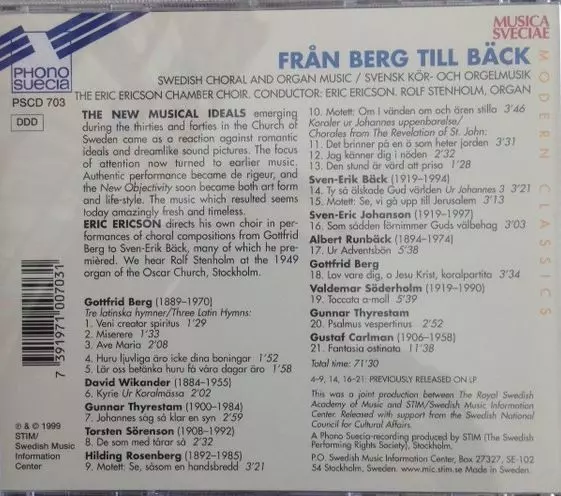 PHONO
SUECIA
PSCD 703
DDD
MUSICA
SVECIAE
MODERN CLASSICS
FRÅN BERG TILL BÄCK
SWEDISH CHORAL AND ORGAN MUSIC / SVENSK KÖR- OCH ORGELMUSIK
THE ERIC ERICSON CHAMBER CHOIR. CONDUCTOR: ERIC ERICSON. ROLF STENHOLM, ORGAN
THE NEW MUSICAL IDEALS emerging
during the thirties and forties in the Church of
Sweden came as a reaction against romantic
ideals and dreamlike sound pictures. The focus
of attention now turned to earlier music.
Authentic performance became de rigeur, and
the New Objectivity soon became both art form
and life-style. The music which resulted seems
today amazingly fresh and timeless.
ERIC ERICSON directs his own choir in per-
formances of choral compositions from Gottfrid
Berg to Sven-Erik Bäck, many of which he pre-
miered. We hear Rolf Stenholm at the 1949
organ of the Oscar Church, Stockholm.
7 391971 007031
Gottfrid Berg (1889–1970)
Tre latinska hymner/Three Latin Hymns:
1. Veni creator spiritus 1'29
2. Miserere 1'33
3. Ave Maria 2'08
4. Huru ljuvliga äro icke dina boningar 1'52
5. Lär oss betänka huru få våra dagar äro 1'58
David Wikander (1884–1955)
6. Kyrie Ur Koralmässa 2'02
Gunnar Thyrestam (1900–1984)
7. Johannes såg så klar en syn 2'59
Torsten Sörenson (1908–1992)
8. De som med tårar så 2'32
Hilding Rosenberg (1892–1985)
9. Motett: Se, såsom en handsbredd 3'21
℗ & © 1999
STIM/
Swedish Music
Information
Center
10. Motett: Om I vänden om och ären stilla 3'46
Koraler ur Johannes uppenbarelse/
Chorales from The Revelation of St. John:
11. Det brinner på en ö som heter jorden 3'31
12. Jag känner dig i nöden 2'32
13. Den stund är värd att prisa 1'28
Sven-Erik Bäck (1919–1994)
14. Ty så älskade Gud världen Ur Johannes 3 3'21
15. Motett: Se, vi gå upp till Jerusalem 3'13
Sven-Eric Johanson (1919–1997)
16. Som sådden förnimmer Guds välbehag 3'03
Albert Runbäck (1894–1974)
17. Ur Adventsbön 5'38
Gottfrid Berg
18. Lov vare dig, o Jesu Krist, koralpartita 3'34
Valdemar Söderholm (1919–1990)
19. Toccata a-moll 5'39
Gunnar Thyrestam
20. Psalmus vespertinus 2'52
Gustaf Carlman (1906–1958)
21. Fantasia ostinata 11'38
Total time: 71'30
4–9, 14, 16–21: PREVIOUSLY RELEASED ON LP
This was a joint production between The Royal Swedish
Academy of Music and STIM/Swedish Music Information
Center. Released with support from the Swedish National
Council for Cultural Affairs.
A Phono Suecia-recording produced by STIM (The Swedish
Performing Rights Society), Stockholm.
P.O. Swedish Music Information Center, Box 27327, SE-102
54 Stockholm, Sweden. www.mic.stim.se Made in Sweden.